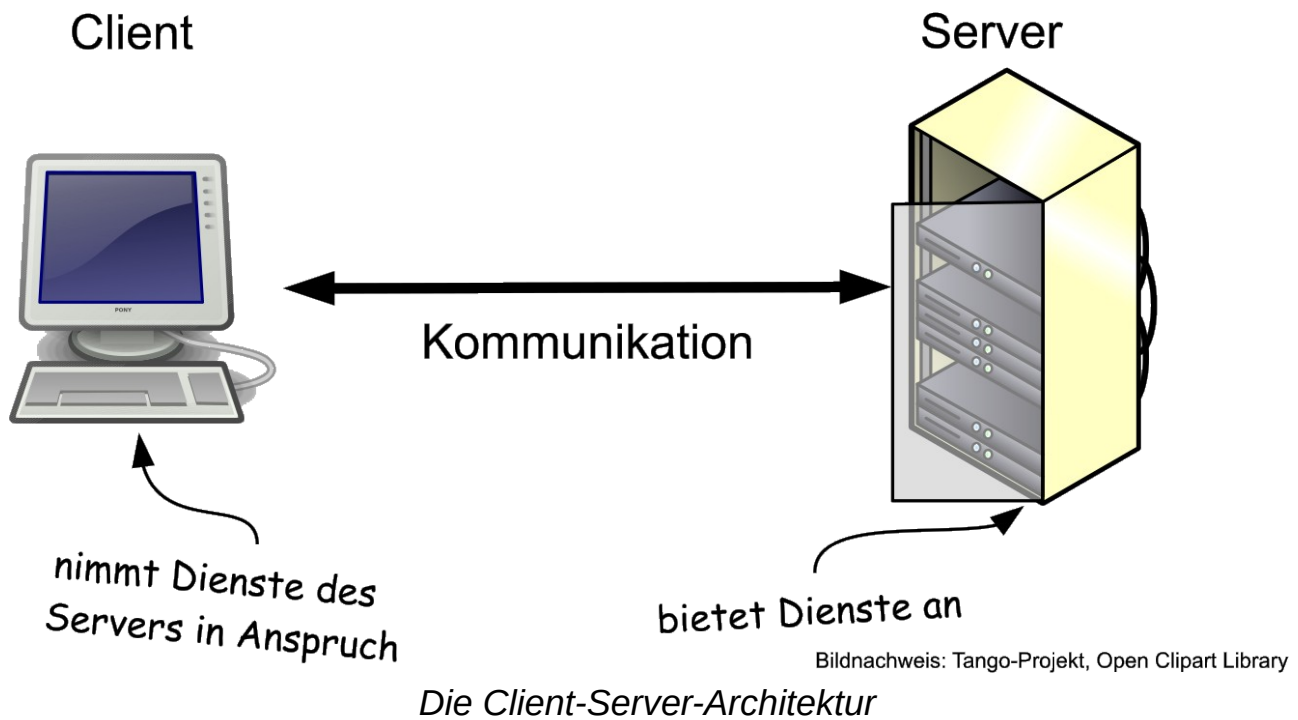 Client
Server
PONY
Kommunikation
nimmt Dienste des
Servers in Anspruch
bietet Dienste an
Bildnachweis: Tango-Projekt, Open Clipart Library
Die Client-Server-Architektur